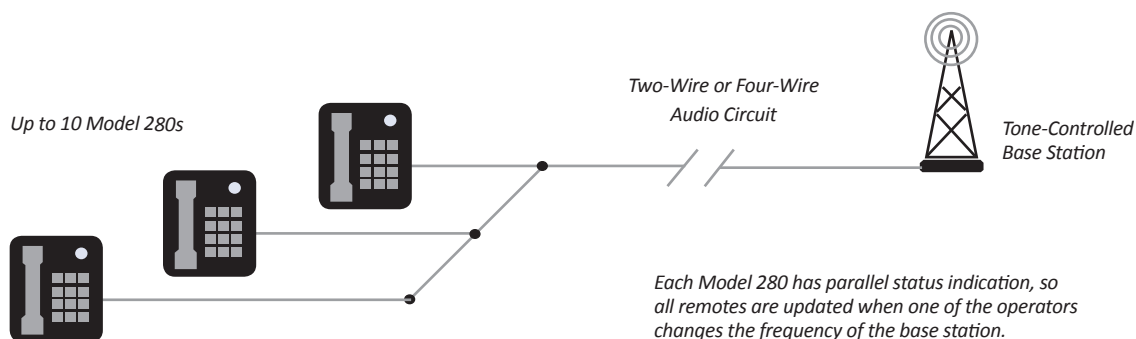 Up to 10 Model 280s
Two-Wire or Four-Wire
Audio Circuit
Tone-Controlled
Base Station
Each Model 280 has parallel status indication, so
all remotes are updated when one of the operators
changes the frequency of the base station.